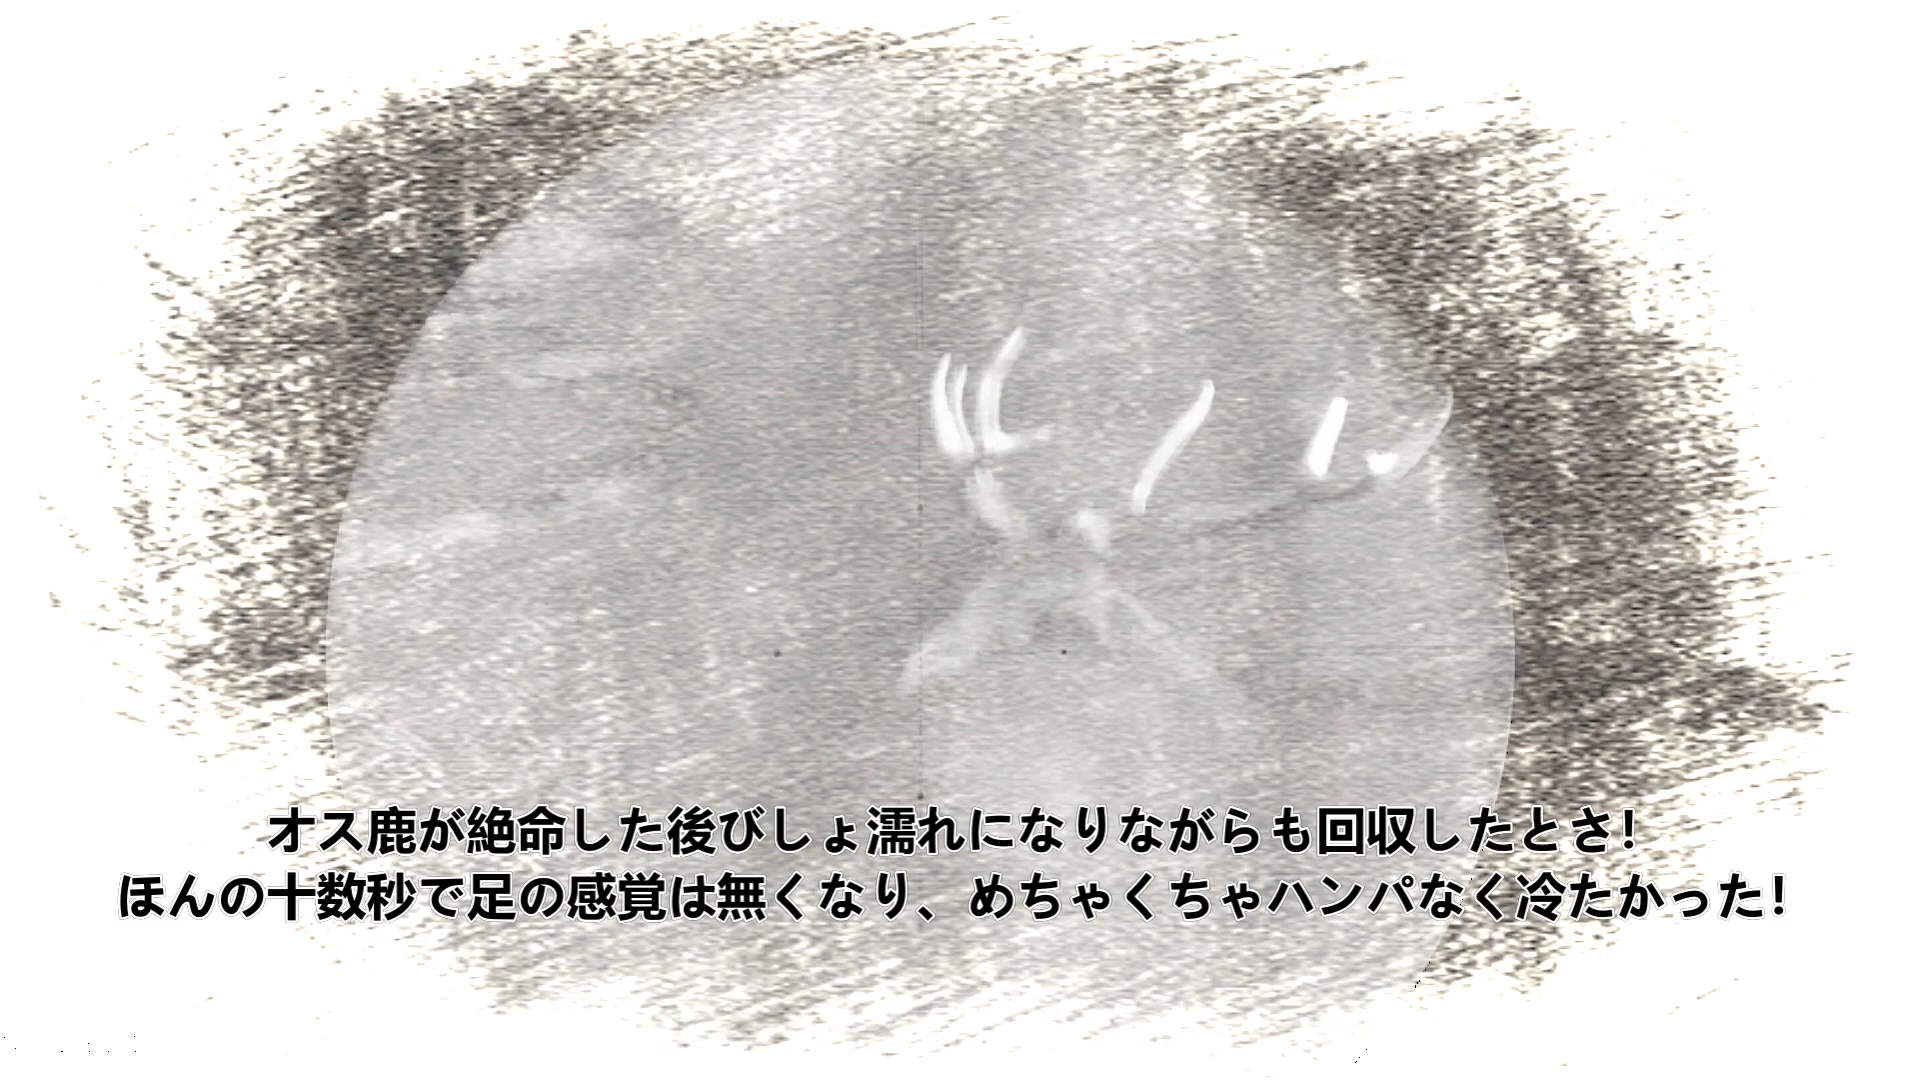 オス鹿が絶命した後びしょ濡れになりながらも回収したとさ！
ほんの十数秒で足の感覚は無くなり、めちゃくちゃハンパなく冷たかった！